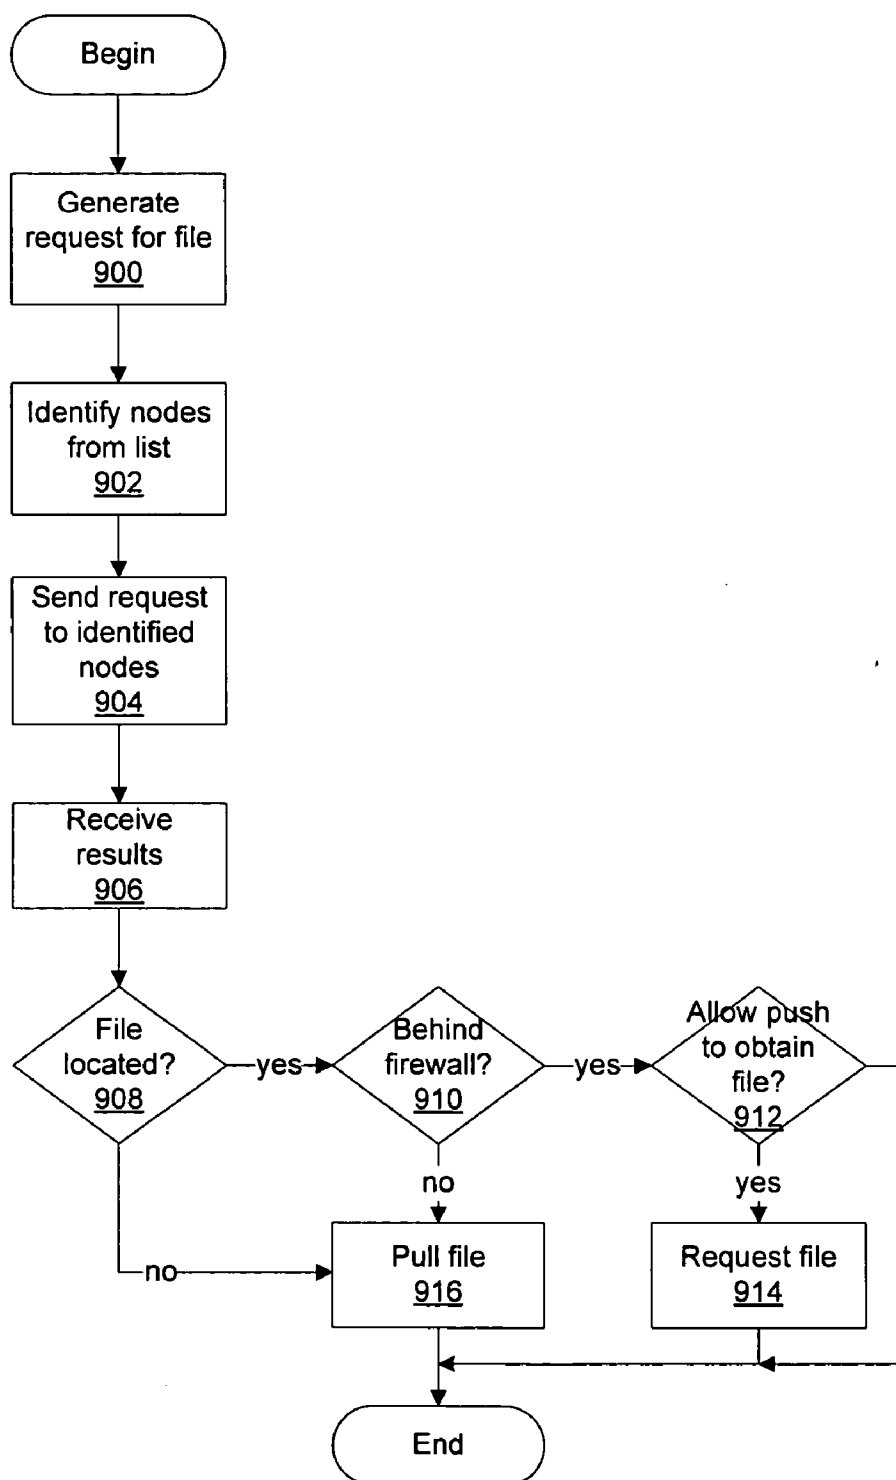 Begin
Generate
request for file
900
Identify nodes
from list
902
Send request
to identified
nodes
904
Receive
results
906
File
located?
908
yes
Behind
firewall?
910
yes
Allow push
to obtain
file?
912
no
yes
no
Pull file
916
Request file
914
End